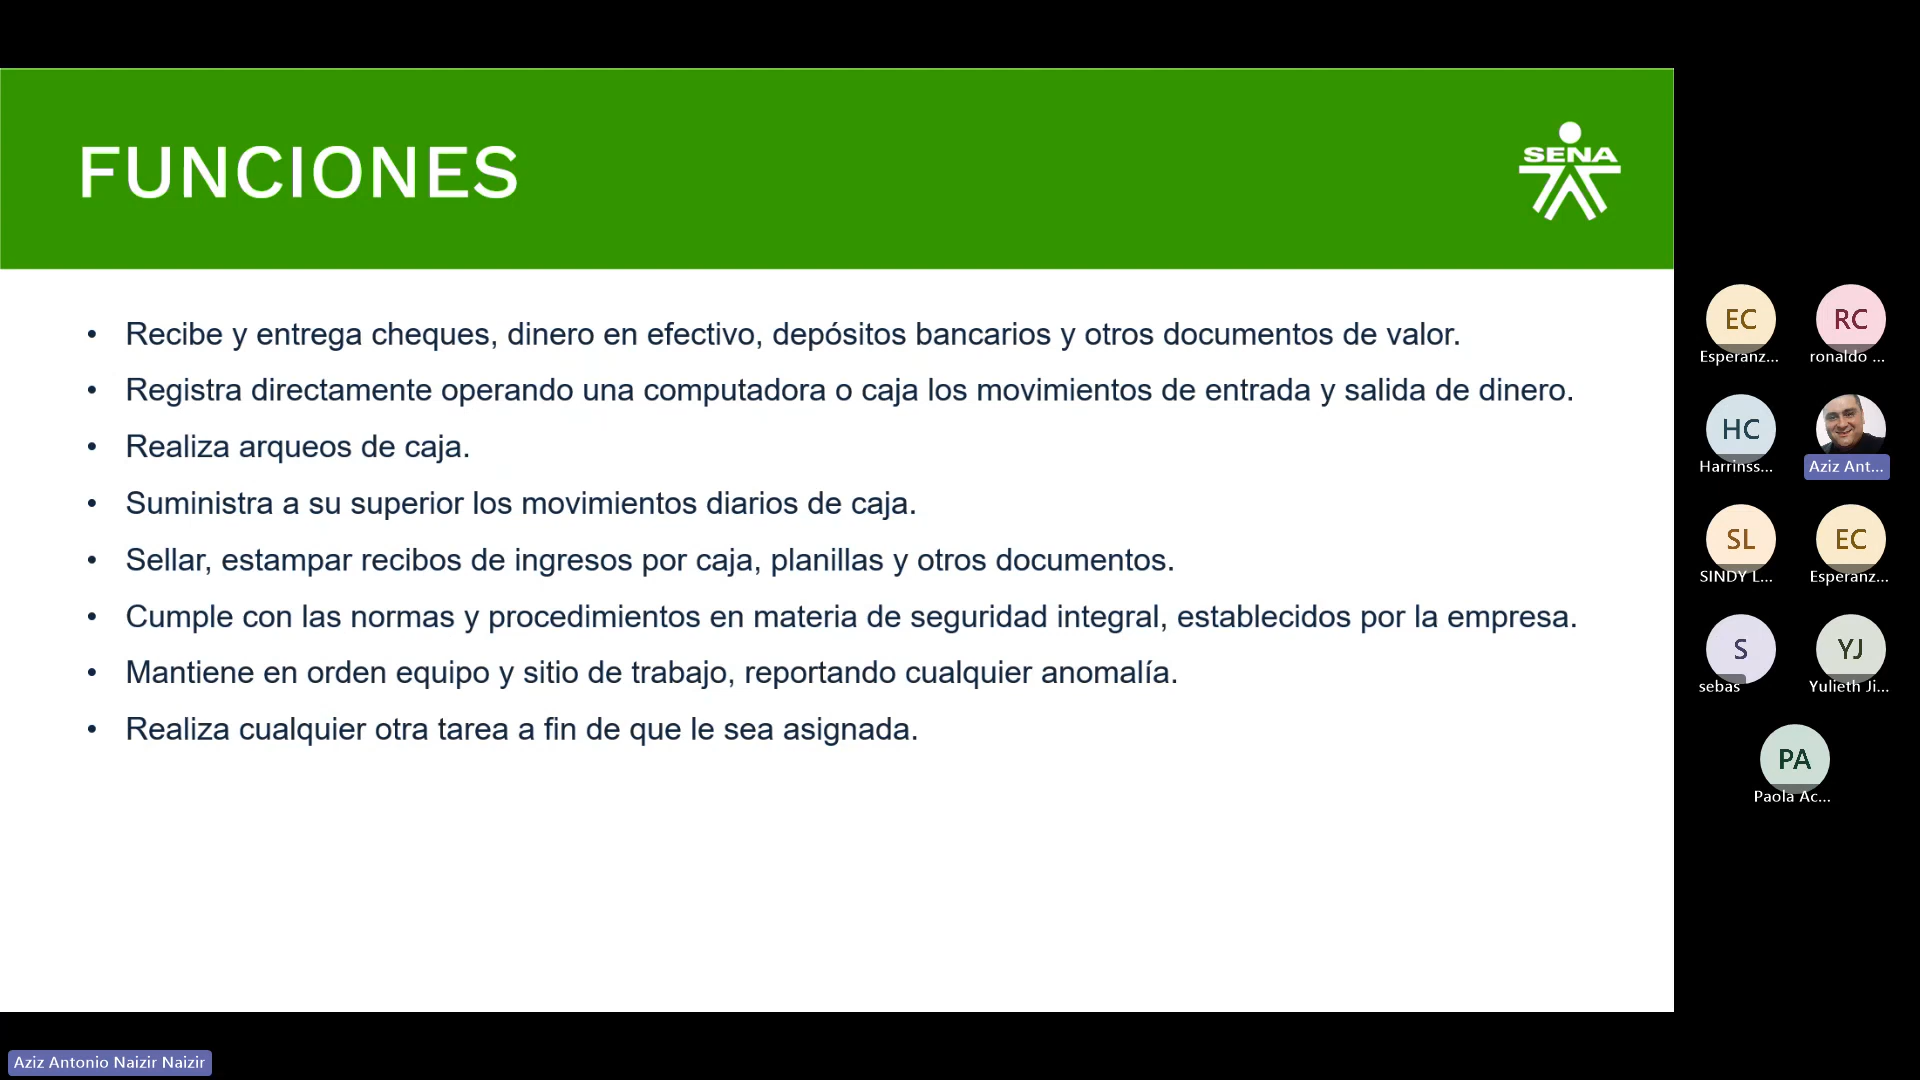 FUNCIONES
SENA
• Recibe y entrega cheques, dinero en efectivo, depósitos bancarios y otros documentos de valor.
• Registra directamente operando una computadora o caja los movimientos de entrada y salida de dinero.
• Realiza arqueos de caja.
• Suministra a su superior los movimientos diarios de caja.
• Sellar, estampar recibos de ingresos por caja, planillas y otros documentos.
• Cumple con las normas y procedimientos en materia de seguridad integral, establecidos por la empresa.
• Mantiene en orden equipo y sitio de trabajo, reportando cualquier anomalía.
• Realiza cualquier otra tarea a fin de que le sea asignada.
EC
Esperanz...
RC
ronaldo ...
HC
Harrinss...
Aziz Ant...
SL
SINDY L...
EC
Esperanz...
S
sebas
YJ
Yulieth Ji...
PA
Paola Ac...
Aziz Antonio Naizir Naizir